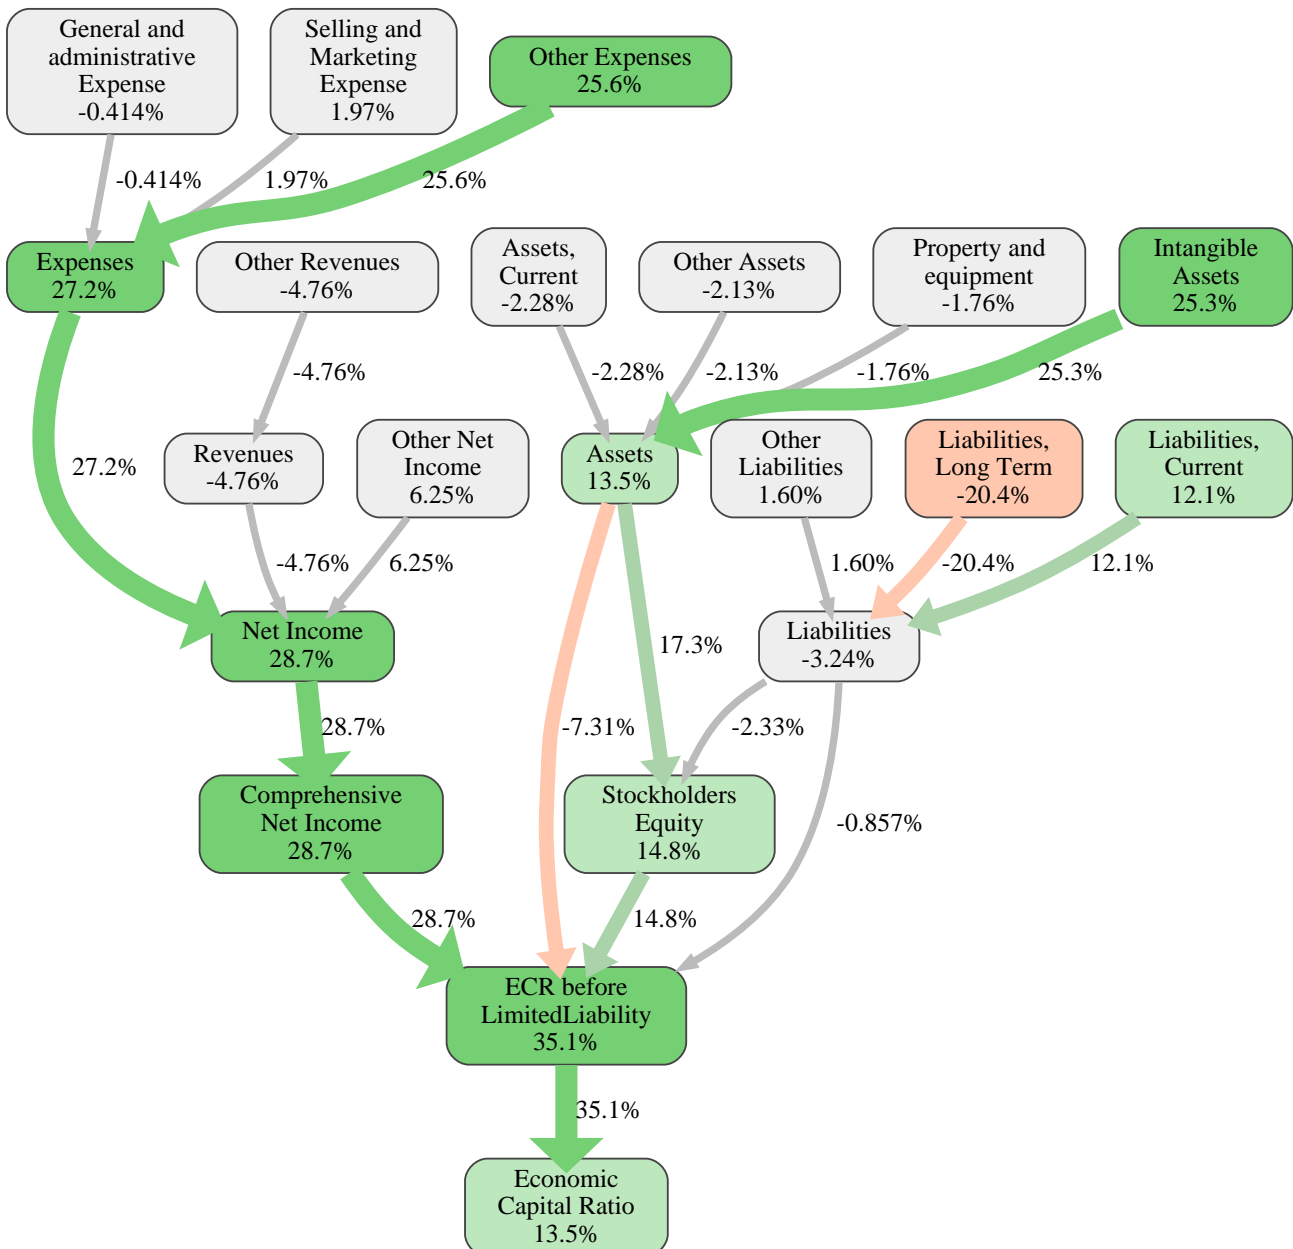 General and
administrative
Expense
-0.414%
Selling and
Marketing
Expense
1.97%
Other Expenses
25.6%
-0.414%
1.97%
25.6%
Expenses
27.2%
Other Revenues
-4.76%
Assets,
Current
-2.28%
Other Assets
-2.13%
Property and
equipment
-1.76%
Intangible
Assets
25.3%
-4.76%
-2.28%
-2.13%
-1.76%
25.3%
27.2%
Revenues
-4.76%
Other Net
Income
6.25%
Assets
13.5%
Other
Liabilities
1.60%
Liabilities,
Long Term
-20.4%
Liabilities,
Current
12.1%
-4.76%
6.25%
1.60%
-20.4%
12.1%
Net Income
28.7%
17.3%
Liabilities
-3.24%
28.7%
-7.31%
-2.33%
Comprehensive
Net Income
28.7%
Stockholders
Equity
14.8%
-0.857%
28.7%
14.8%
ECR before
LimitedLiability
35.1%
35.1%
Economic
Capital Ratio
13.5%